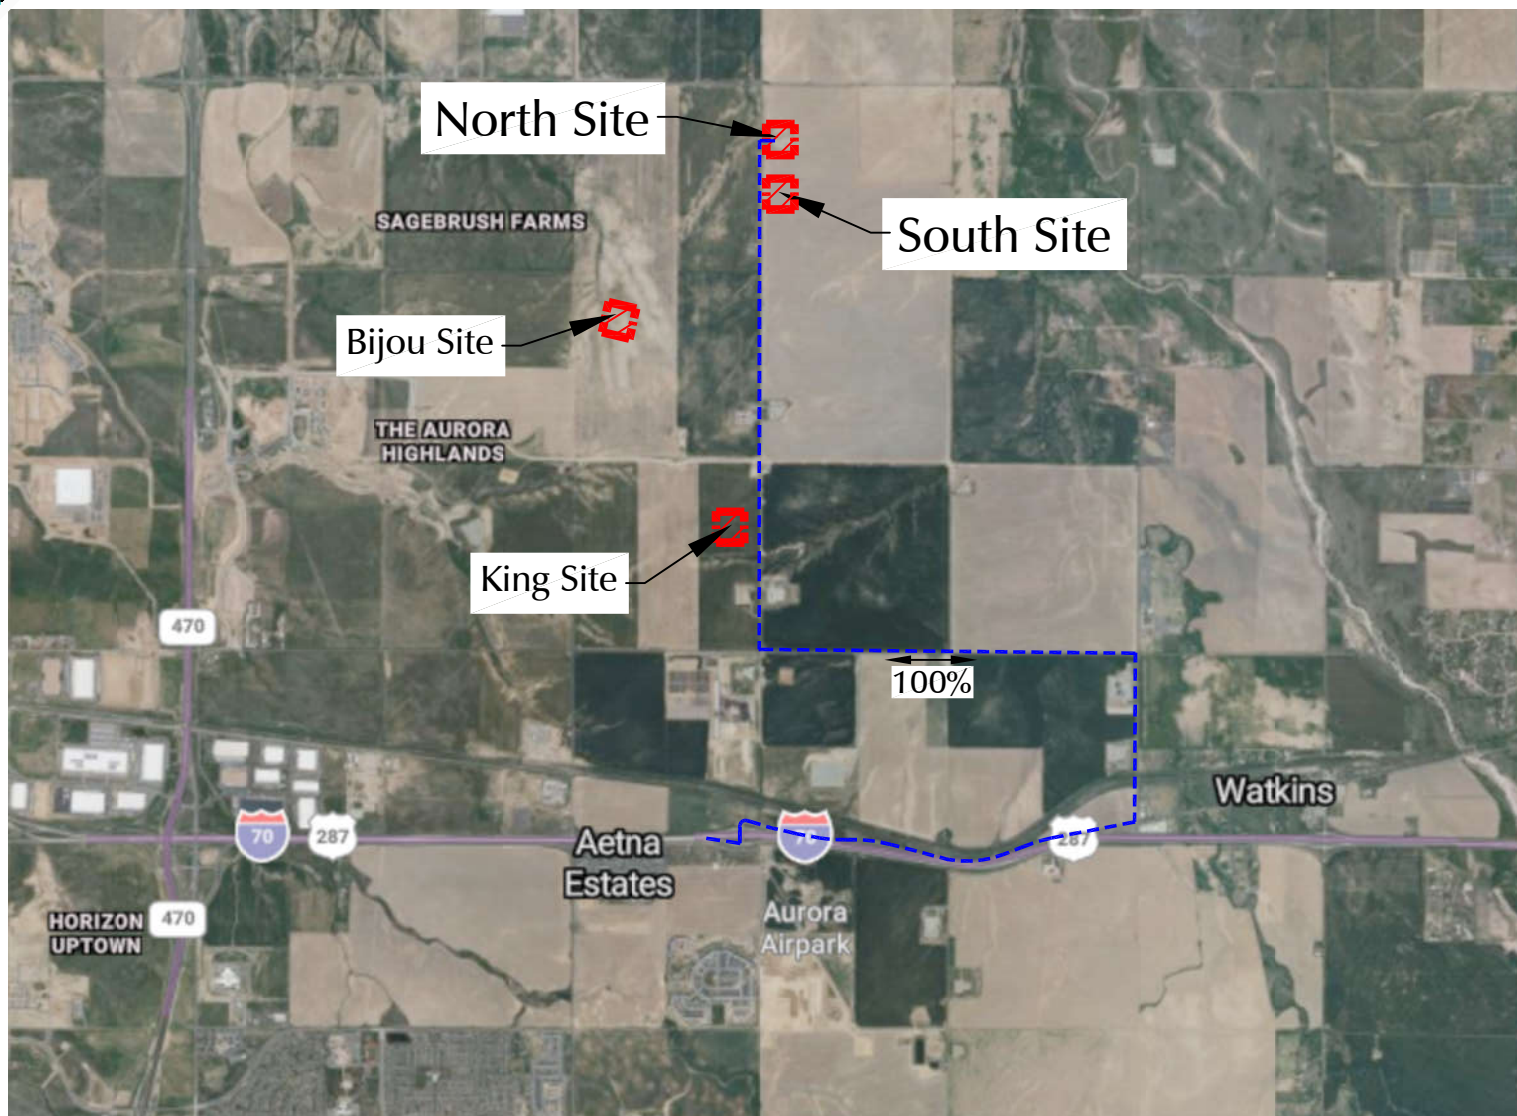 North Site
South Site
SAGEBRUSH FARMS
Bijou Site
THE AURORA
HIGHLANDS
King Site
470
100%
Watkins
70
287
Aetna
Estates
70
287
HORIZON
UPTOWN
470
Aurora
Airpark